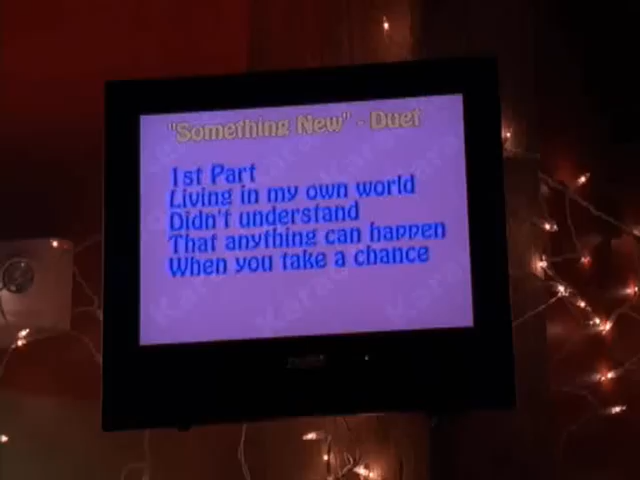 "Something New" - Duet
1st Part
Living in my own world
Didn't understand
That anything can happen
When you take a chance